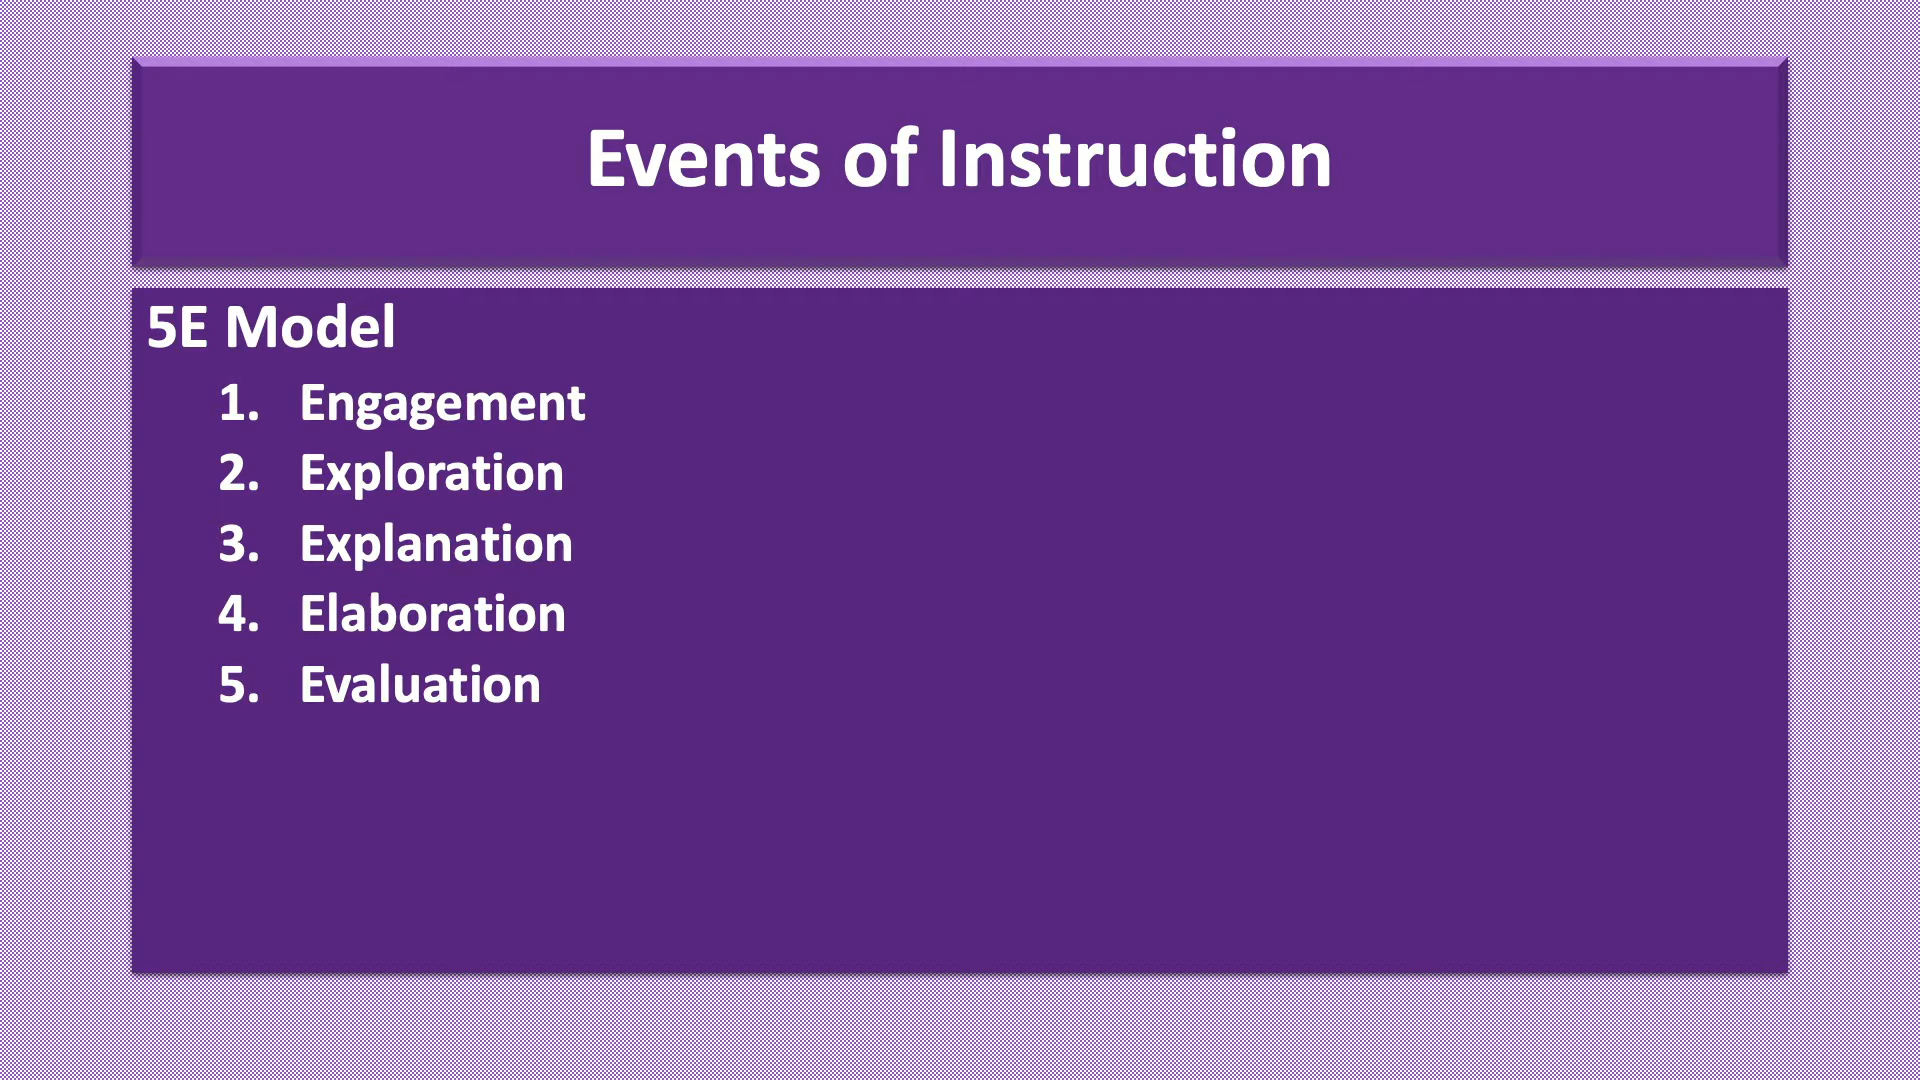 Events of Instruction
5E Model
1. Engagement
2. Exploration
3. Explanation
4. Elaboration
5. Evaluation